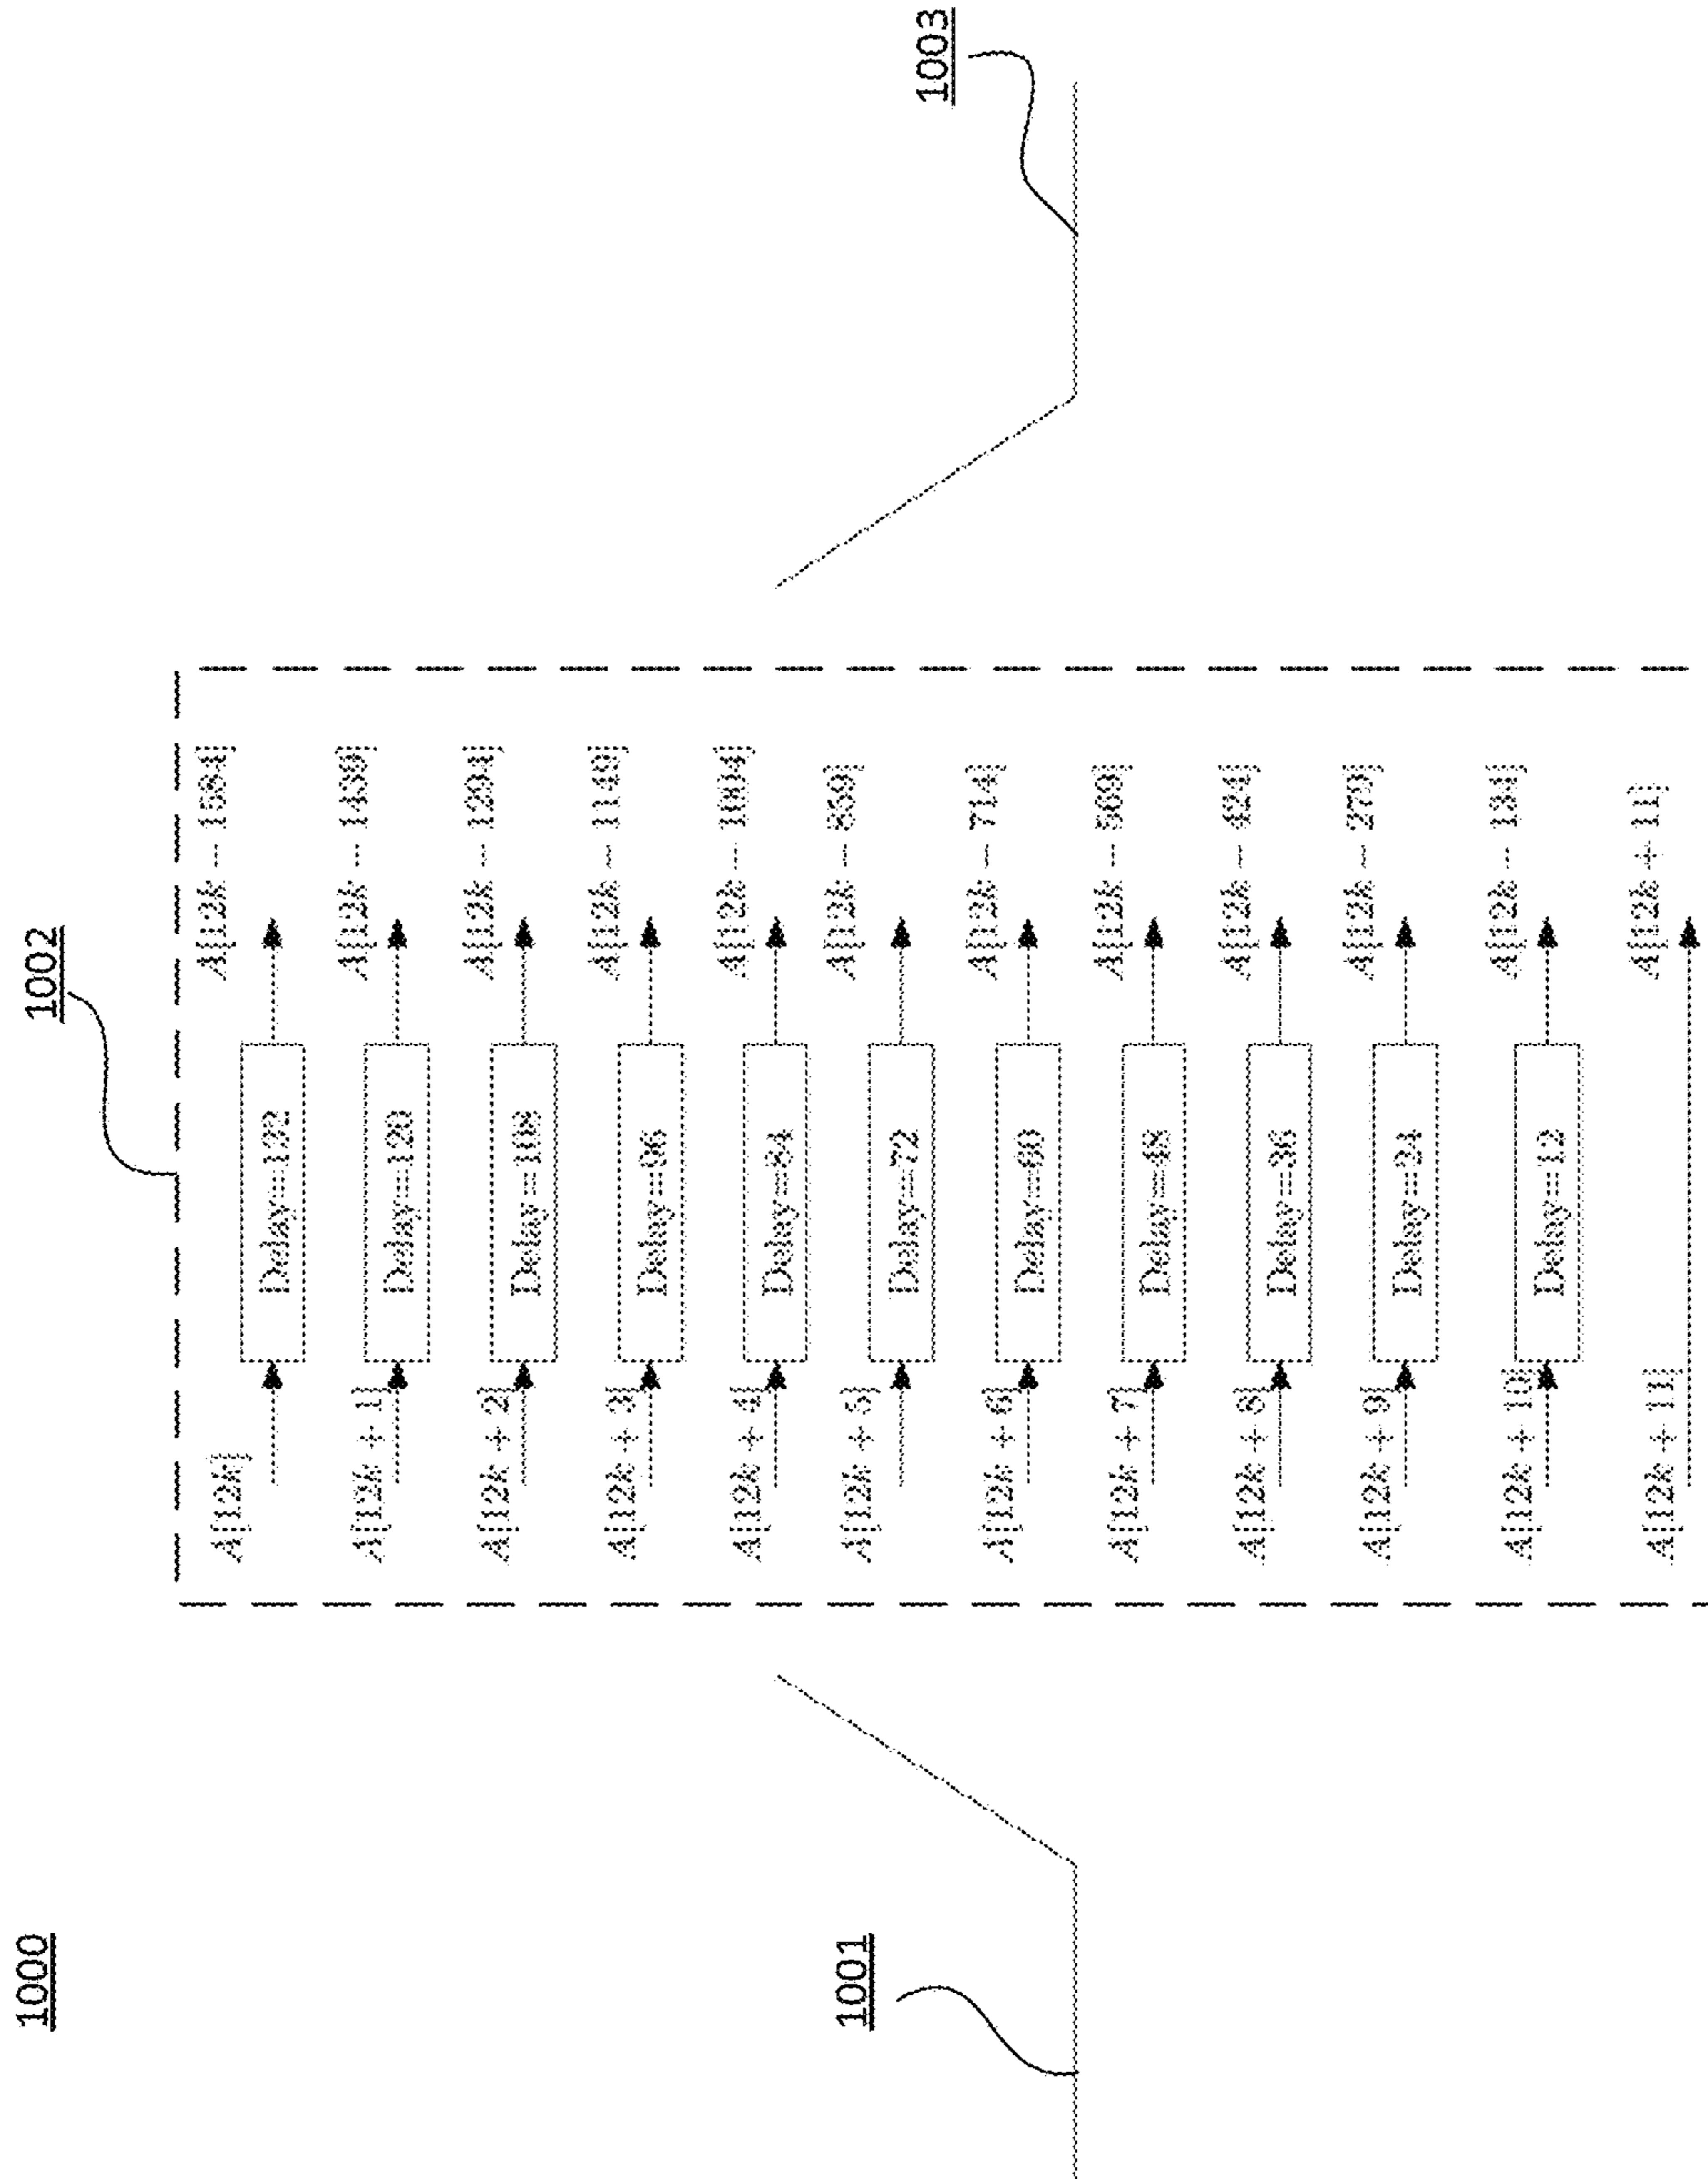 1000
1002
A[12k]
A[12k − 1584]
Delay=132
A[12k + 1]
A[12k − 1439]
Delay=120
A[12k + 2]
A[12k − 1294]
Delay=108
A[12k + 3]
A[12k − 1149]
Delay=96
A[12k + 4]
A[12k − 1004]
Delay=84
1001
A[12k + 5]
A[12k − 859]
Delay=72
1003
A[12k + 6]
A[12k − 714]
Delay=60
A[12k + 7]
A[12k − 569]
Delay=48
A[12k + 8]
A[12k − 424]
Delay=36
A[12k + 9]
A[12k − 279]
Delay=24
A[12k + 10]
A[12k − 134]
Delay=12
A[12k + 11]
A[12k + 11]